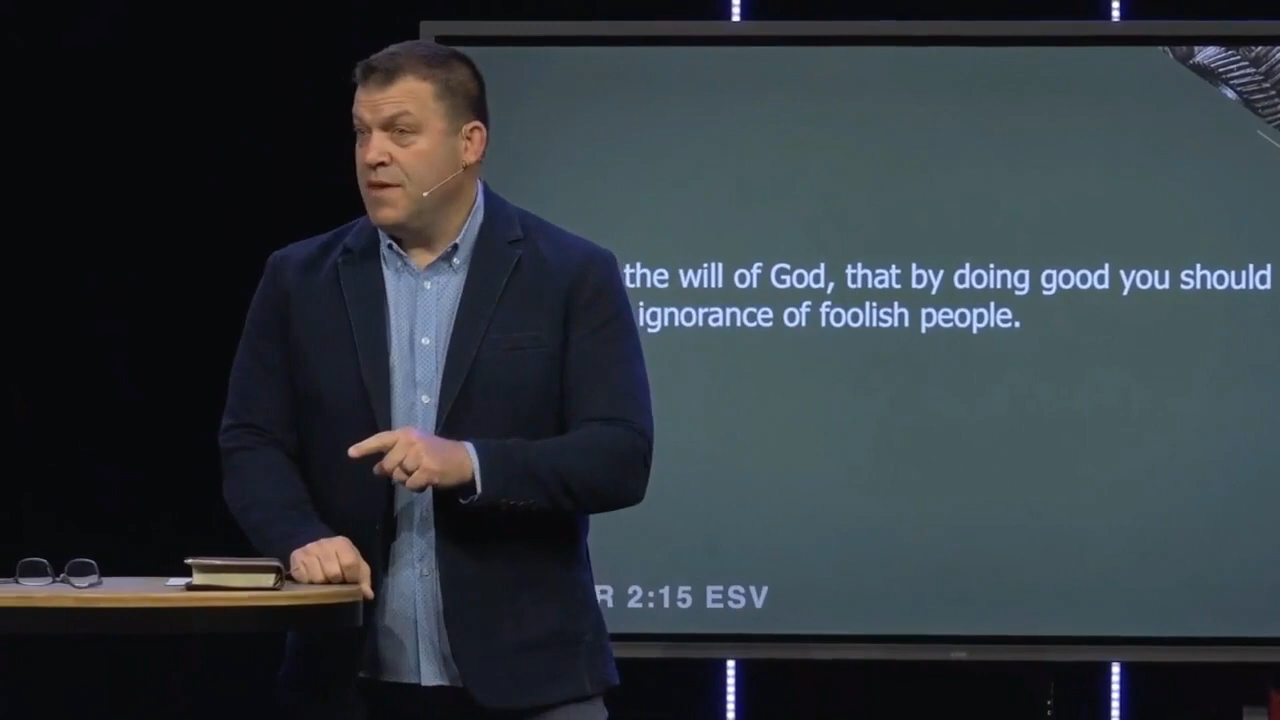 the will of God, that by doing good you should
ignorance of foolish people.
R 2:15 ESV